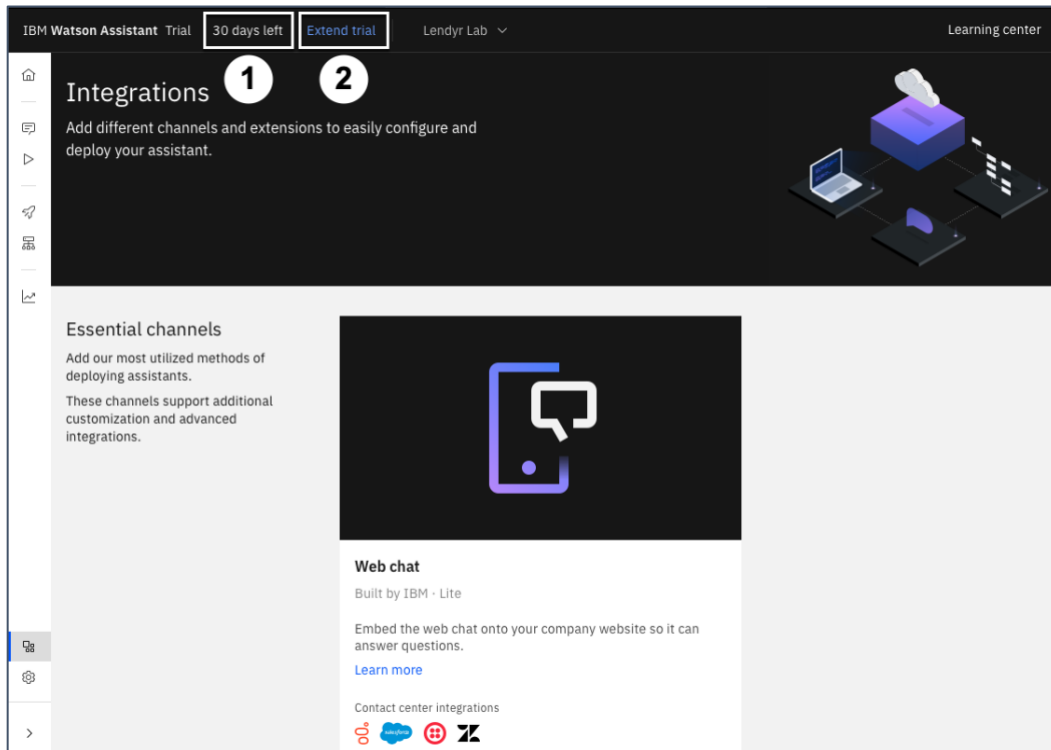 IBM Watson Assistant Trial 30 days left Extend trial Lendyr Lab Learning center
1 2
Integrations
Add different channels and extensions to easily configure and
deploy your assistant.
Essential channels
Add our most utilized methods of
deploying assistants.
These channels support additional
customization and advanced
integrations.
Web chat
Built by IBM · Lite
Embed the web chat onto your company website so it can
answer questions.
Learn more
Contact center integrations
salesforce